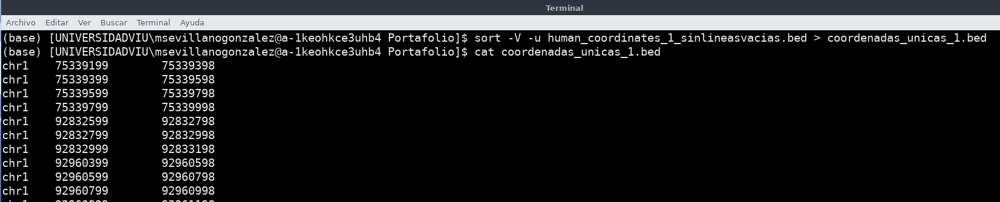 Terminal
Archivo Editar Ver Buscar Terminal Ayuda
(base) [UNIVERSIDADVIU\msevillanogonzalez@a-1keohkce3uhb4 Portafolio]$ sort -V -u human_coordinates_1_sinlineasvacias.bed > coordenadas_unicas_1.bed
(base) [UNIVERSIDADVIU\msevillanogonzalez@a-1keohkce3uhb4 Portafolio]$ cat coordenadas_unicas_1.bed
chr1 75339199 75339398
chr1 75339399 75339598
chr1 75339599 75339798
chr1 75339799 75339998
chr1 92832599 92832798
chr1 92832799 92832998
chr1 92832999 92833198
chr1 92960399 92960598
chr1 92960599 92960798
chr1 92960799 92960998